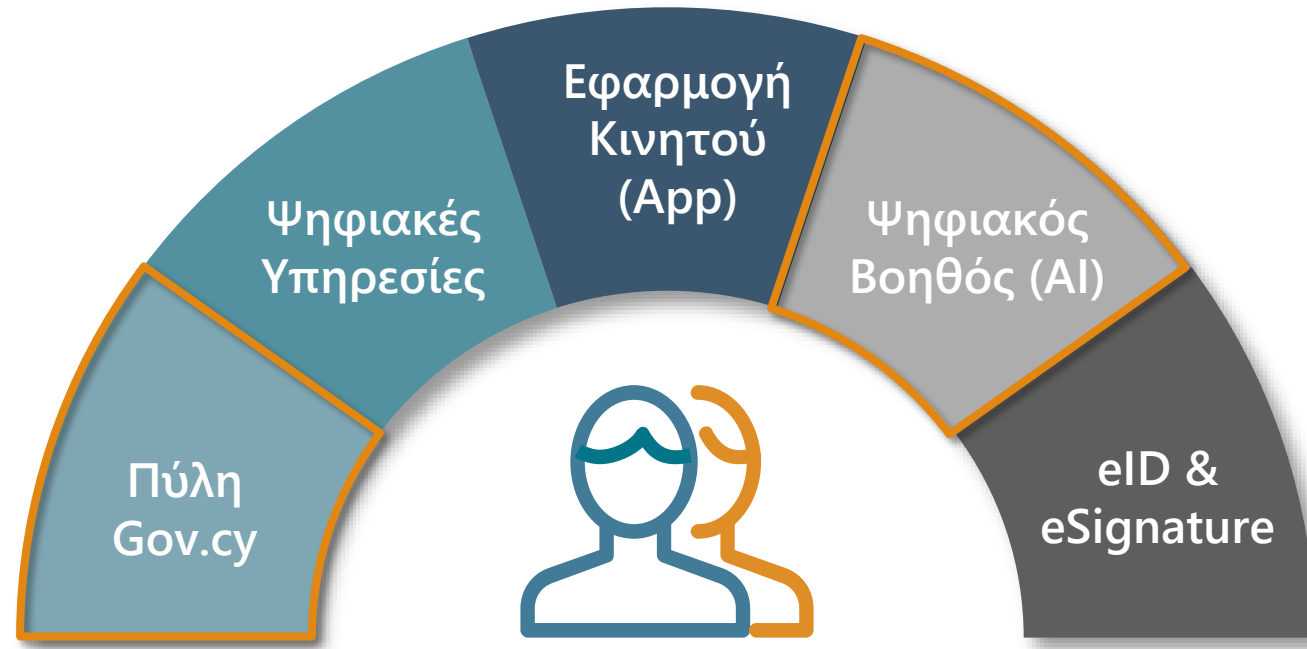 Πύλη
Gov.cy
Ψηφιακές
Υπηρεσίες
Εφαρμογή
Κινητού
(App)
Ψηφιακός
Βοηθός (AI)
eID &
eSignature